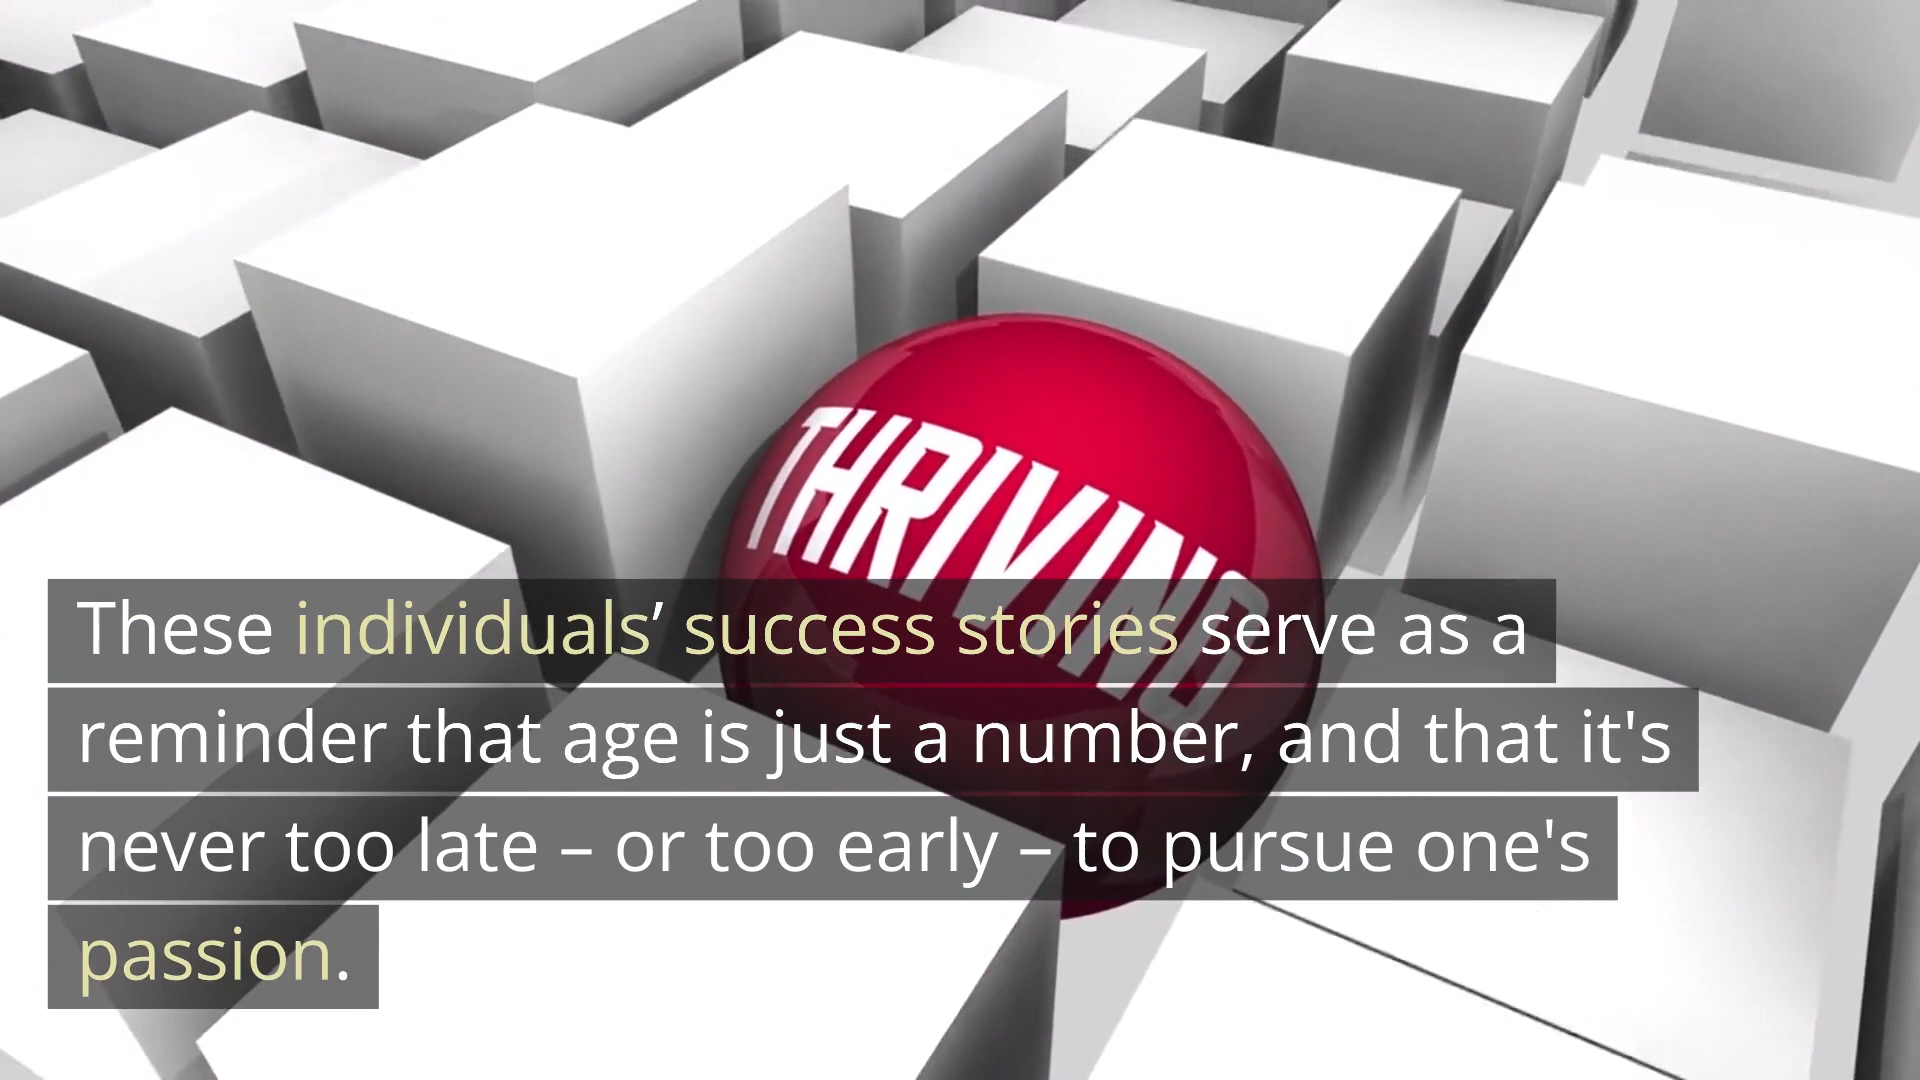 THRIVING
These individuals’ success stories serve as a
reminder that age is just a number, and that it's
never too late – or too early – to pursue one's
passion.